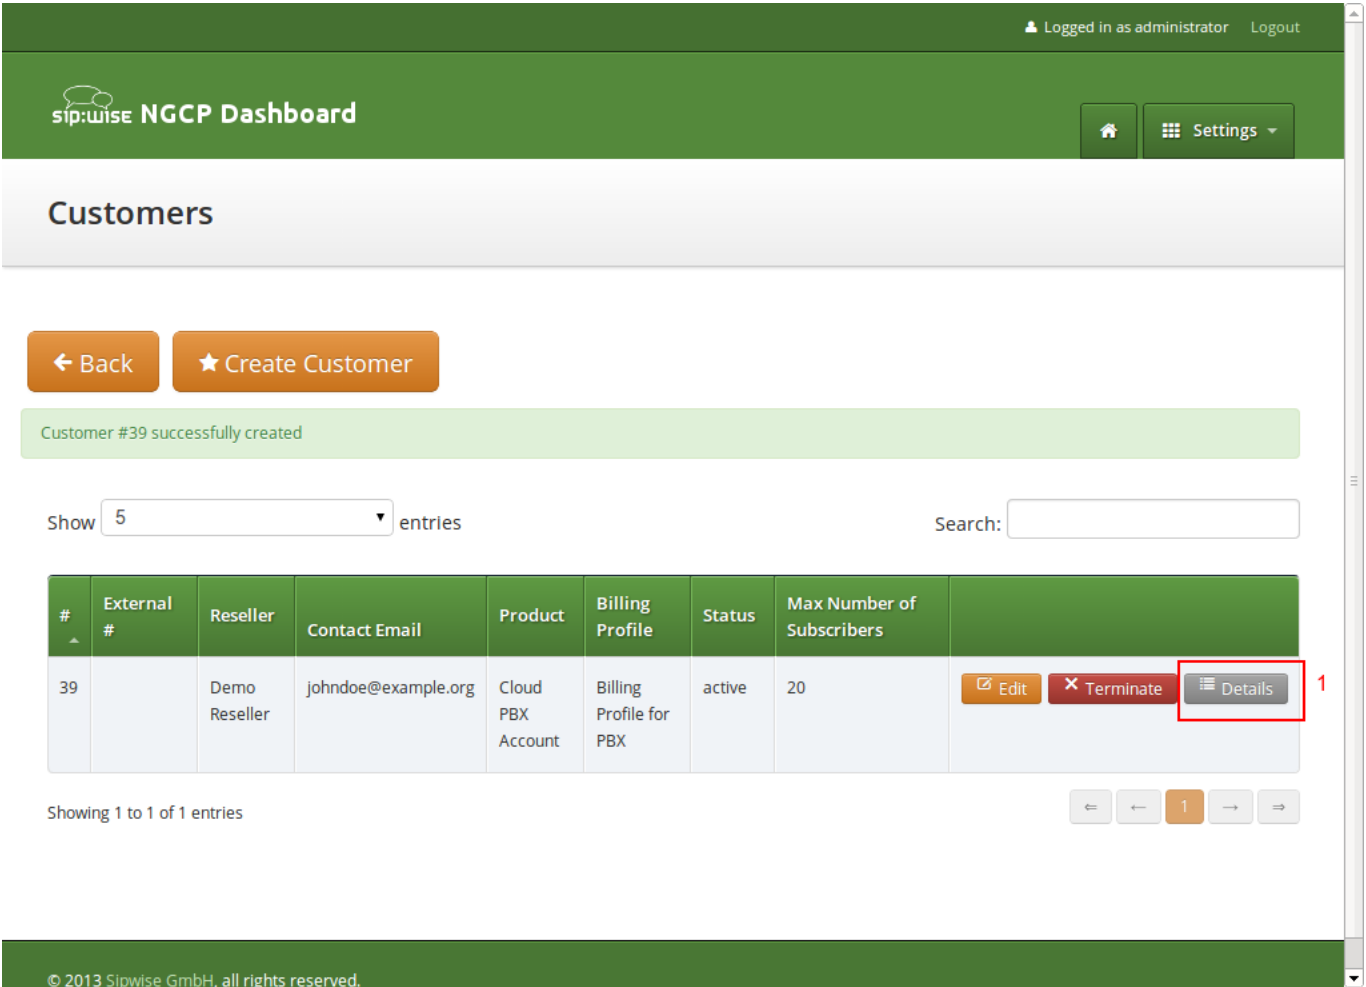 Logged in as administrator Logout
sip:wise NGCP Dashboard
Settings
Customers
Back Create Customer
Customer #39 successfully created
Show 5 entries Search:
# External # Reseller Contact Email Product Billing Profile Status Max Number of Subscribers
39 Demo Reseller johndoe@example.org Cloud PBX Account Billing Profile for PBX active 20 Edit Terminate Details 1
Showing 1 to 1 of 1 entries ⇐ ← 1 → ⇒
© 2013 Sipwise GmbH, all rights reserved.